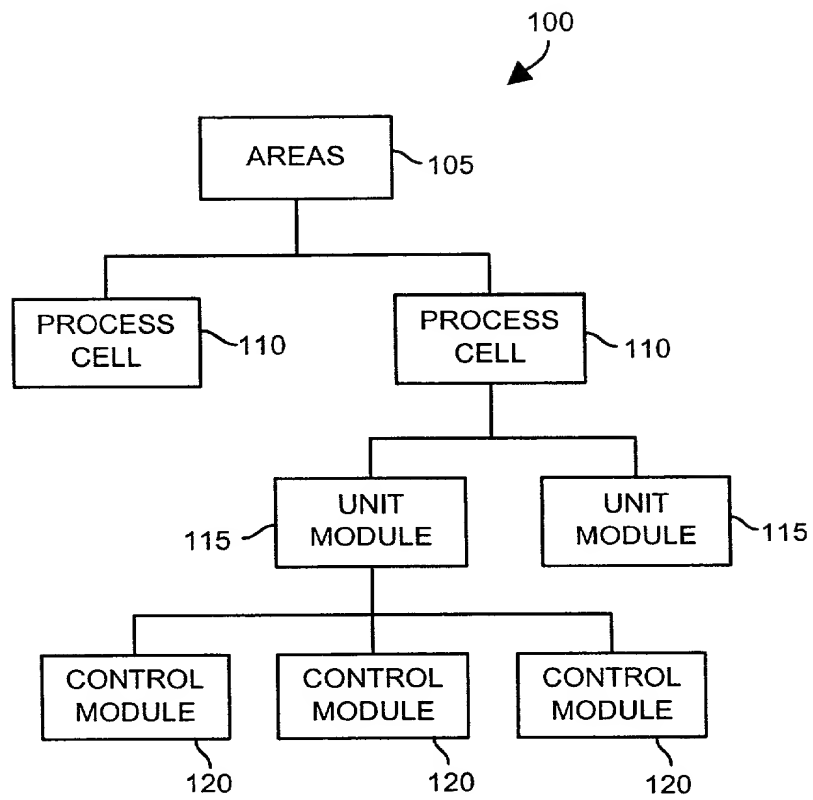 100
AREAS
105
PROCESS
CELL
110
PROCESS
CELL
110
UNIT
MODULE
115
UNIT
MODULE
115
CONTROL
MODULE
120
CONTROL
MODULE
120
CONTROL
MODULE
120